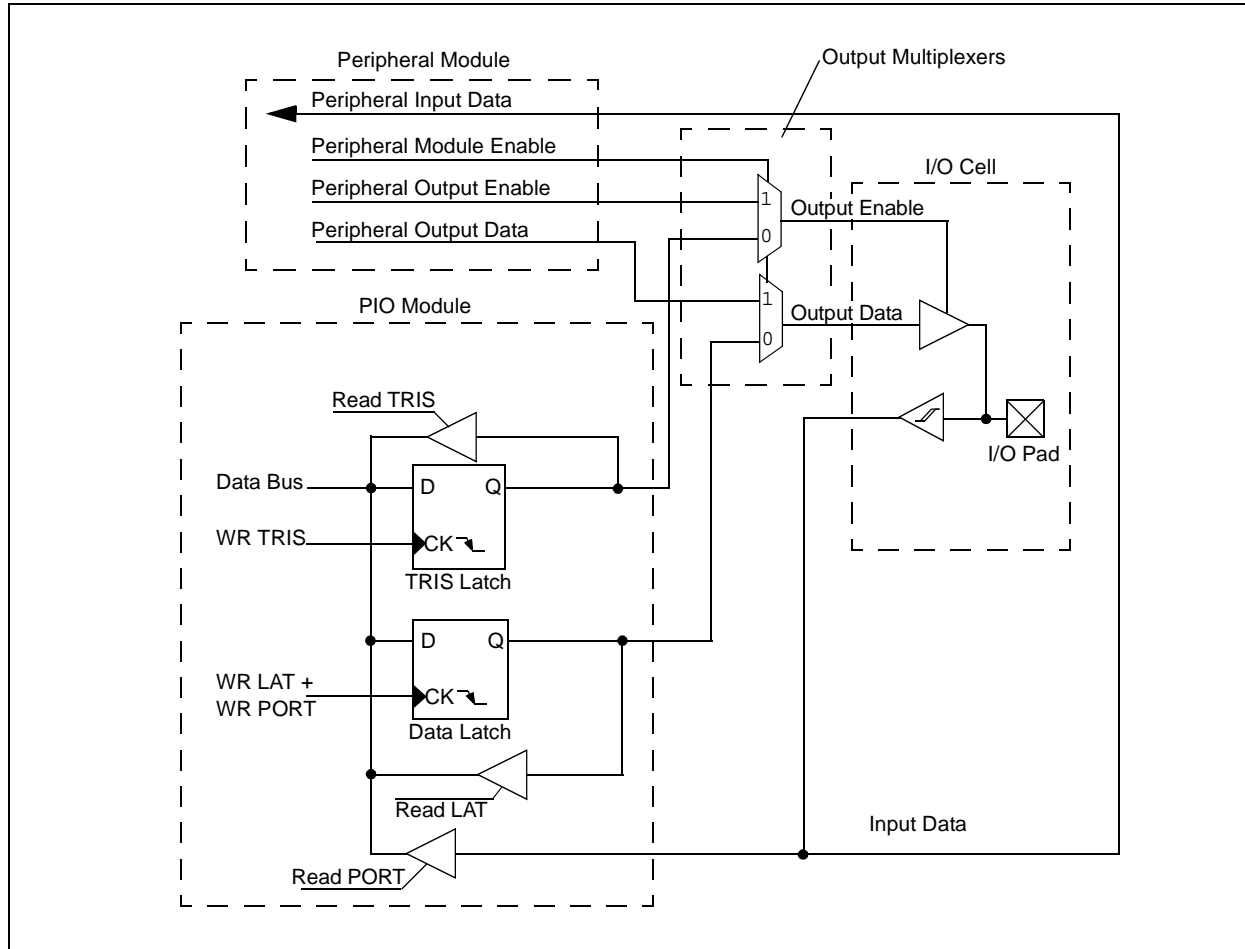 Peripheral Module
Output Multiplexers
Peripheral Input Data
Peripheral Module Enable
Peripheral Output Enable
Peripheral Output Data
I/O Cell
1
0
Output Enable
1
0
Output Data
I/O Pad
PIO Module
Read TRIS
Data Bus
D
Q
WR TRIS
CK
TRIS Latch
D
Q
WR LAT +
WR PORT
CK
Data Latch
Read LAT
Input Data
Read PORT